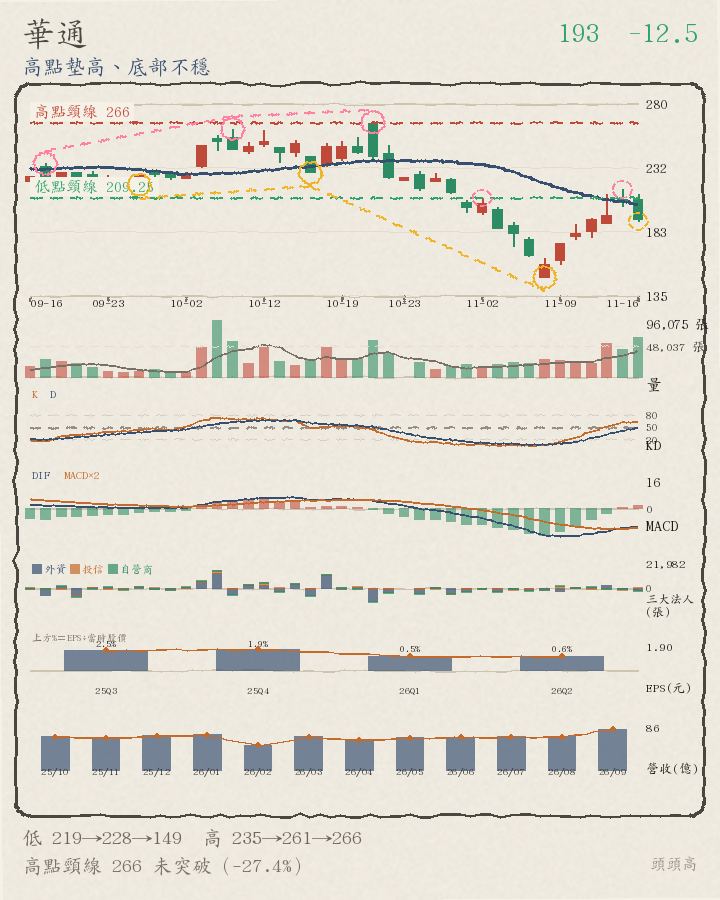 華通
193 -12.5
高點墊高、底部不穩
高點頸線 266
低點頸線 209.25
280
232
183
135
09-16 09-23 10-02 10-12 10-19 10-23 11-02 11-09 11-16
96,075 張
48,037 張
量
K D
80
50
20
KD
DIF MACD×2
16
0
MACD
外資 投信 自營商
21,982
0
三大法人
(張)
上方%=EPS÷當時股價
2.5% 1.9% 0.5% 0.6%
1.90
25Q3 25Q4 26Q1 26Q2
EPS(元)
86
25/10 25/11 25/12 26/01 26/02 26/03 26/04 26/05 26/06 26/07 26/08 26/09
營收(億)
低 219→228→149 高 235→261→266
高點頸線 266 未突破 (-27.4%)
頭頭高